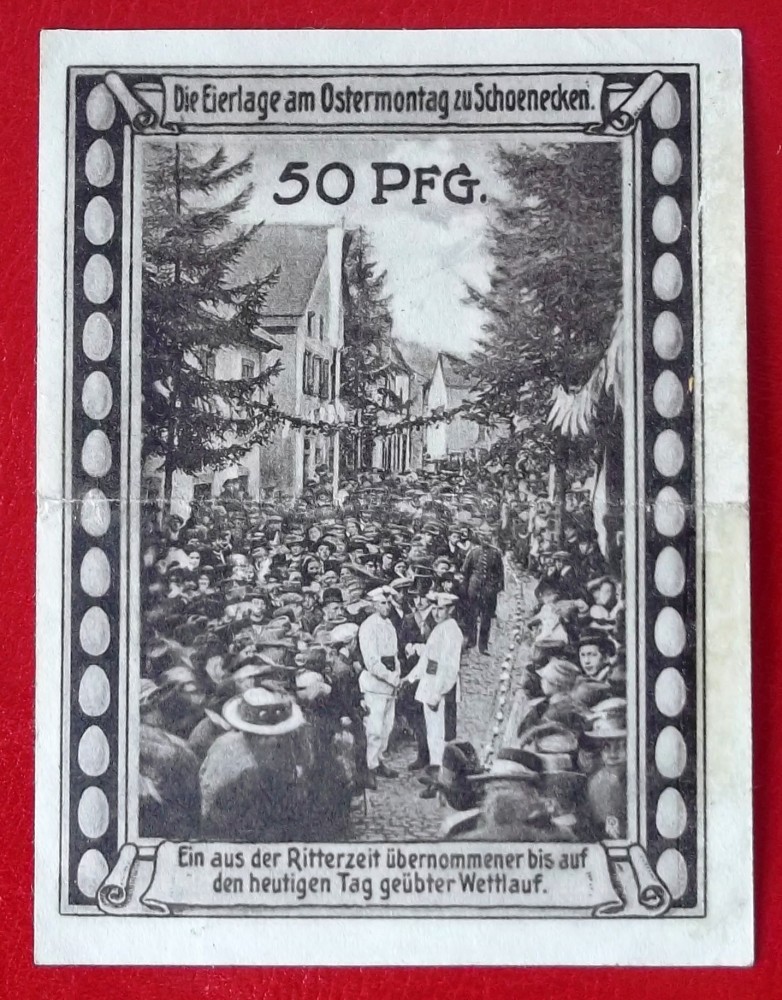 Die Eierlage am Ostermontag zu Schoenecken.
50 PFG.
Ein aus der Ritterzeit übernommener bis auf
den heutigen Tag geübter Wettlauf.